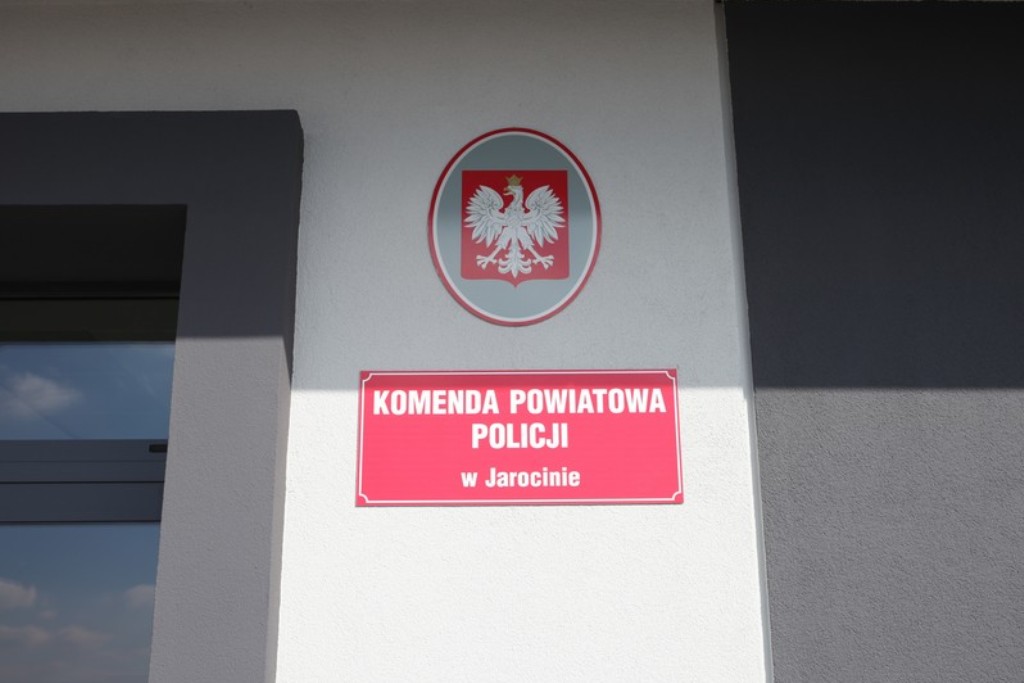 KOMENDA POWIATOWA
POLICJI
w Jarocinie